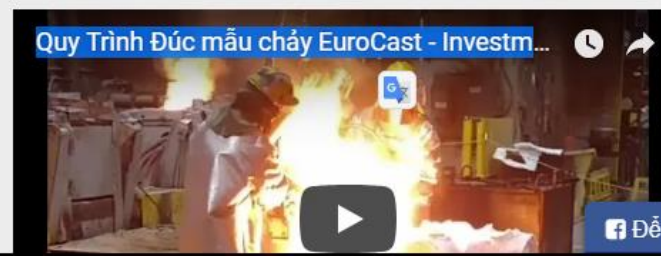 Quy Trình Đúc mẫu chảy EuroCast - Investm...
Để